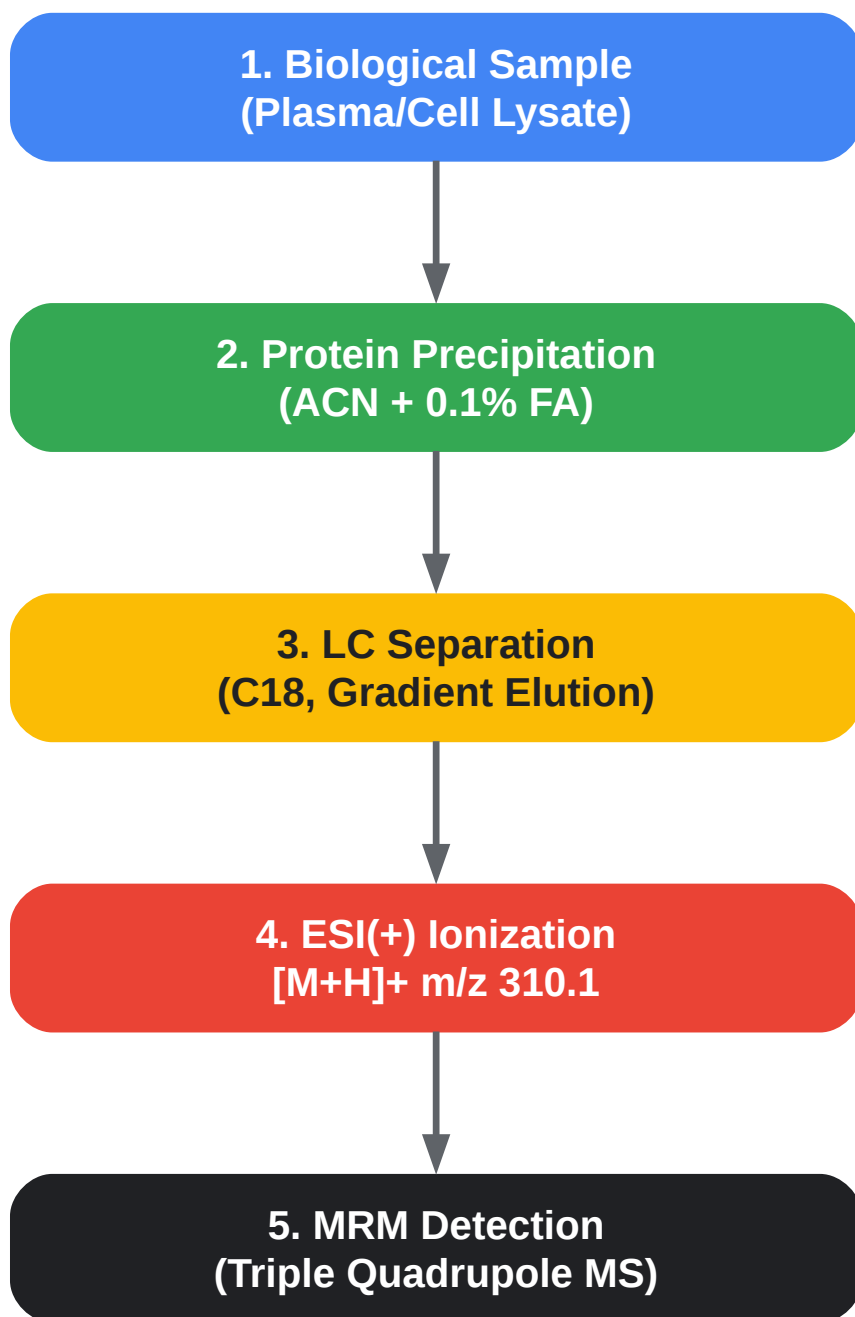 1. Biological Sample
(Plasma/Cell Lysate)
2. Protein Precipitation
(ACN + 0.1% FA)
3. LC Separation
(C18, Gradient Elution)
4. ESI(+) Ionization
[M+H]+ m/z 310.1
5. MRM Detection
(Triple Quadrupole MS)